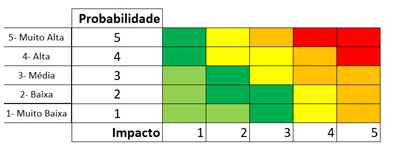 Probabilidade
5- Muito Alta 5
4- Alta 4
3- Média 3
2- Baixa 2
1- Muito Baixa 1
Impacto 1 2 3 4 5